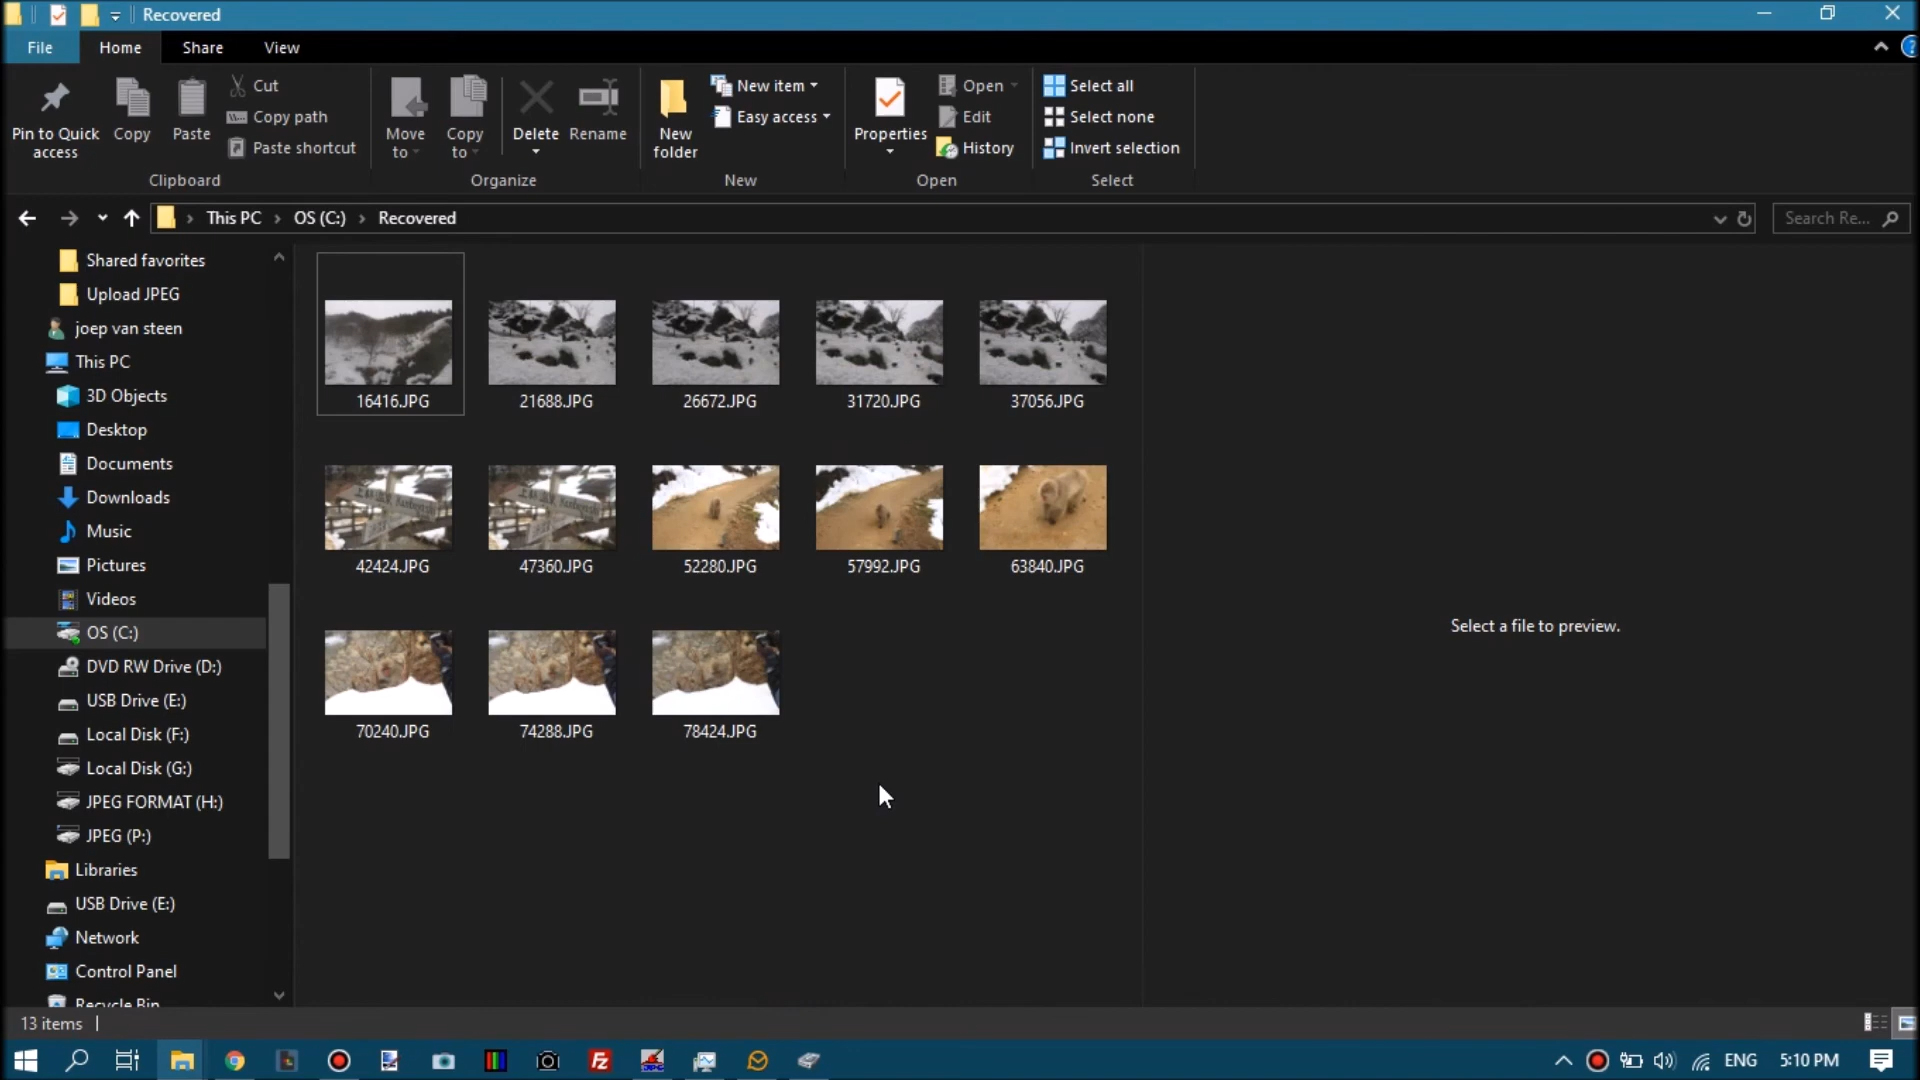 Recovered
File Home Share View
Pin to Quick access
Copy
Paste
Cut
Copy path
Paste shortcut
Clipboard
Move to
Copy to
Delete
Rename
Organize
New folder
New item
Easy access
New
Properties
Open
Edit
History
Open
Select all
Select none
Invert selection
Select
This PC OS (C:) Recovered
Search Re...
Shared favorites
Upload JPEG
joep van steen
This PC
3D Objects
Desktop
Documents
Downloads
Music
Pictures
Videos
OS (C:)
DVD RW Drive (D:)
USB Drive (E:)
Local Disk (F:)
Local Disk (G:)
JPEG FORMAT (H:)
JPEG (P:)
Libraries
USB Drive (E:)
Network
Control Panel
Recycle Bin
16416.JPG 21688.JPG 26672.JPG 31720.JPG 37056.JPG
42424.JPG 47360.JPG 52280.JPG 57992.JPG 63840.JPG
70240.JPG 74288.JPG 78424.JPG
Select a file to preview.
13 items
ENG 5:10 PM